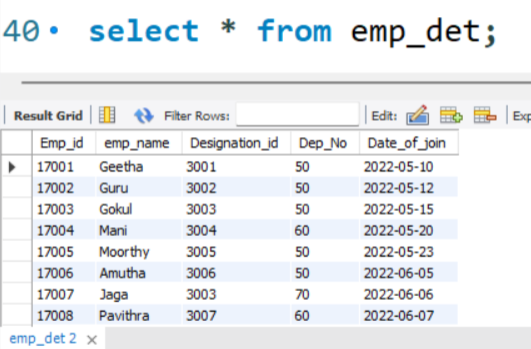 40 select * from emp_det;
Result Grid Filter Rows: Edit: Exp
Emp_id emp_name Designation_id Dep_No Date_of_join
17001 Geetha 3001 50 2022-05-10
17002 Guru 3002 50 2022-05-12
17003 Gokul 3003 50 2022-05-15
17004 Mani 3004 60 2022-05-20
17005 Moorthy 3005 50 2022-05-23
17006 Amutha 3006 50 2022-06-05
17007 Jaga 3003 70 2022-06-06
17008 Pavithra 3007 60 2022-06-07
emp_det 2